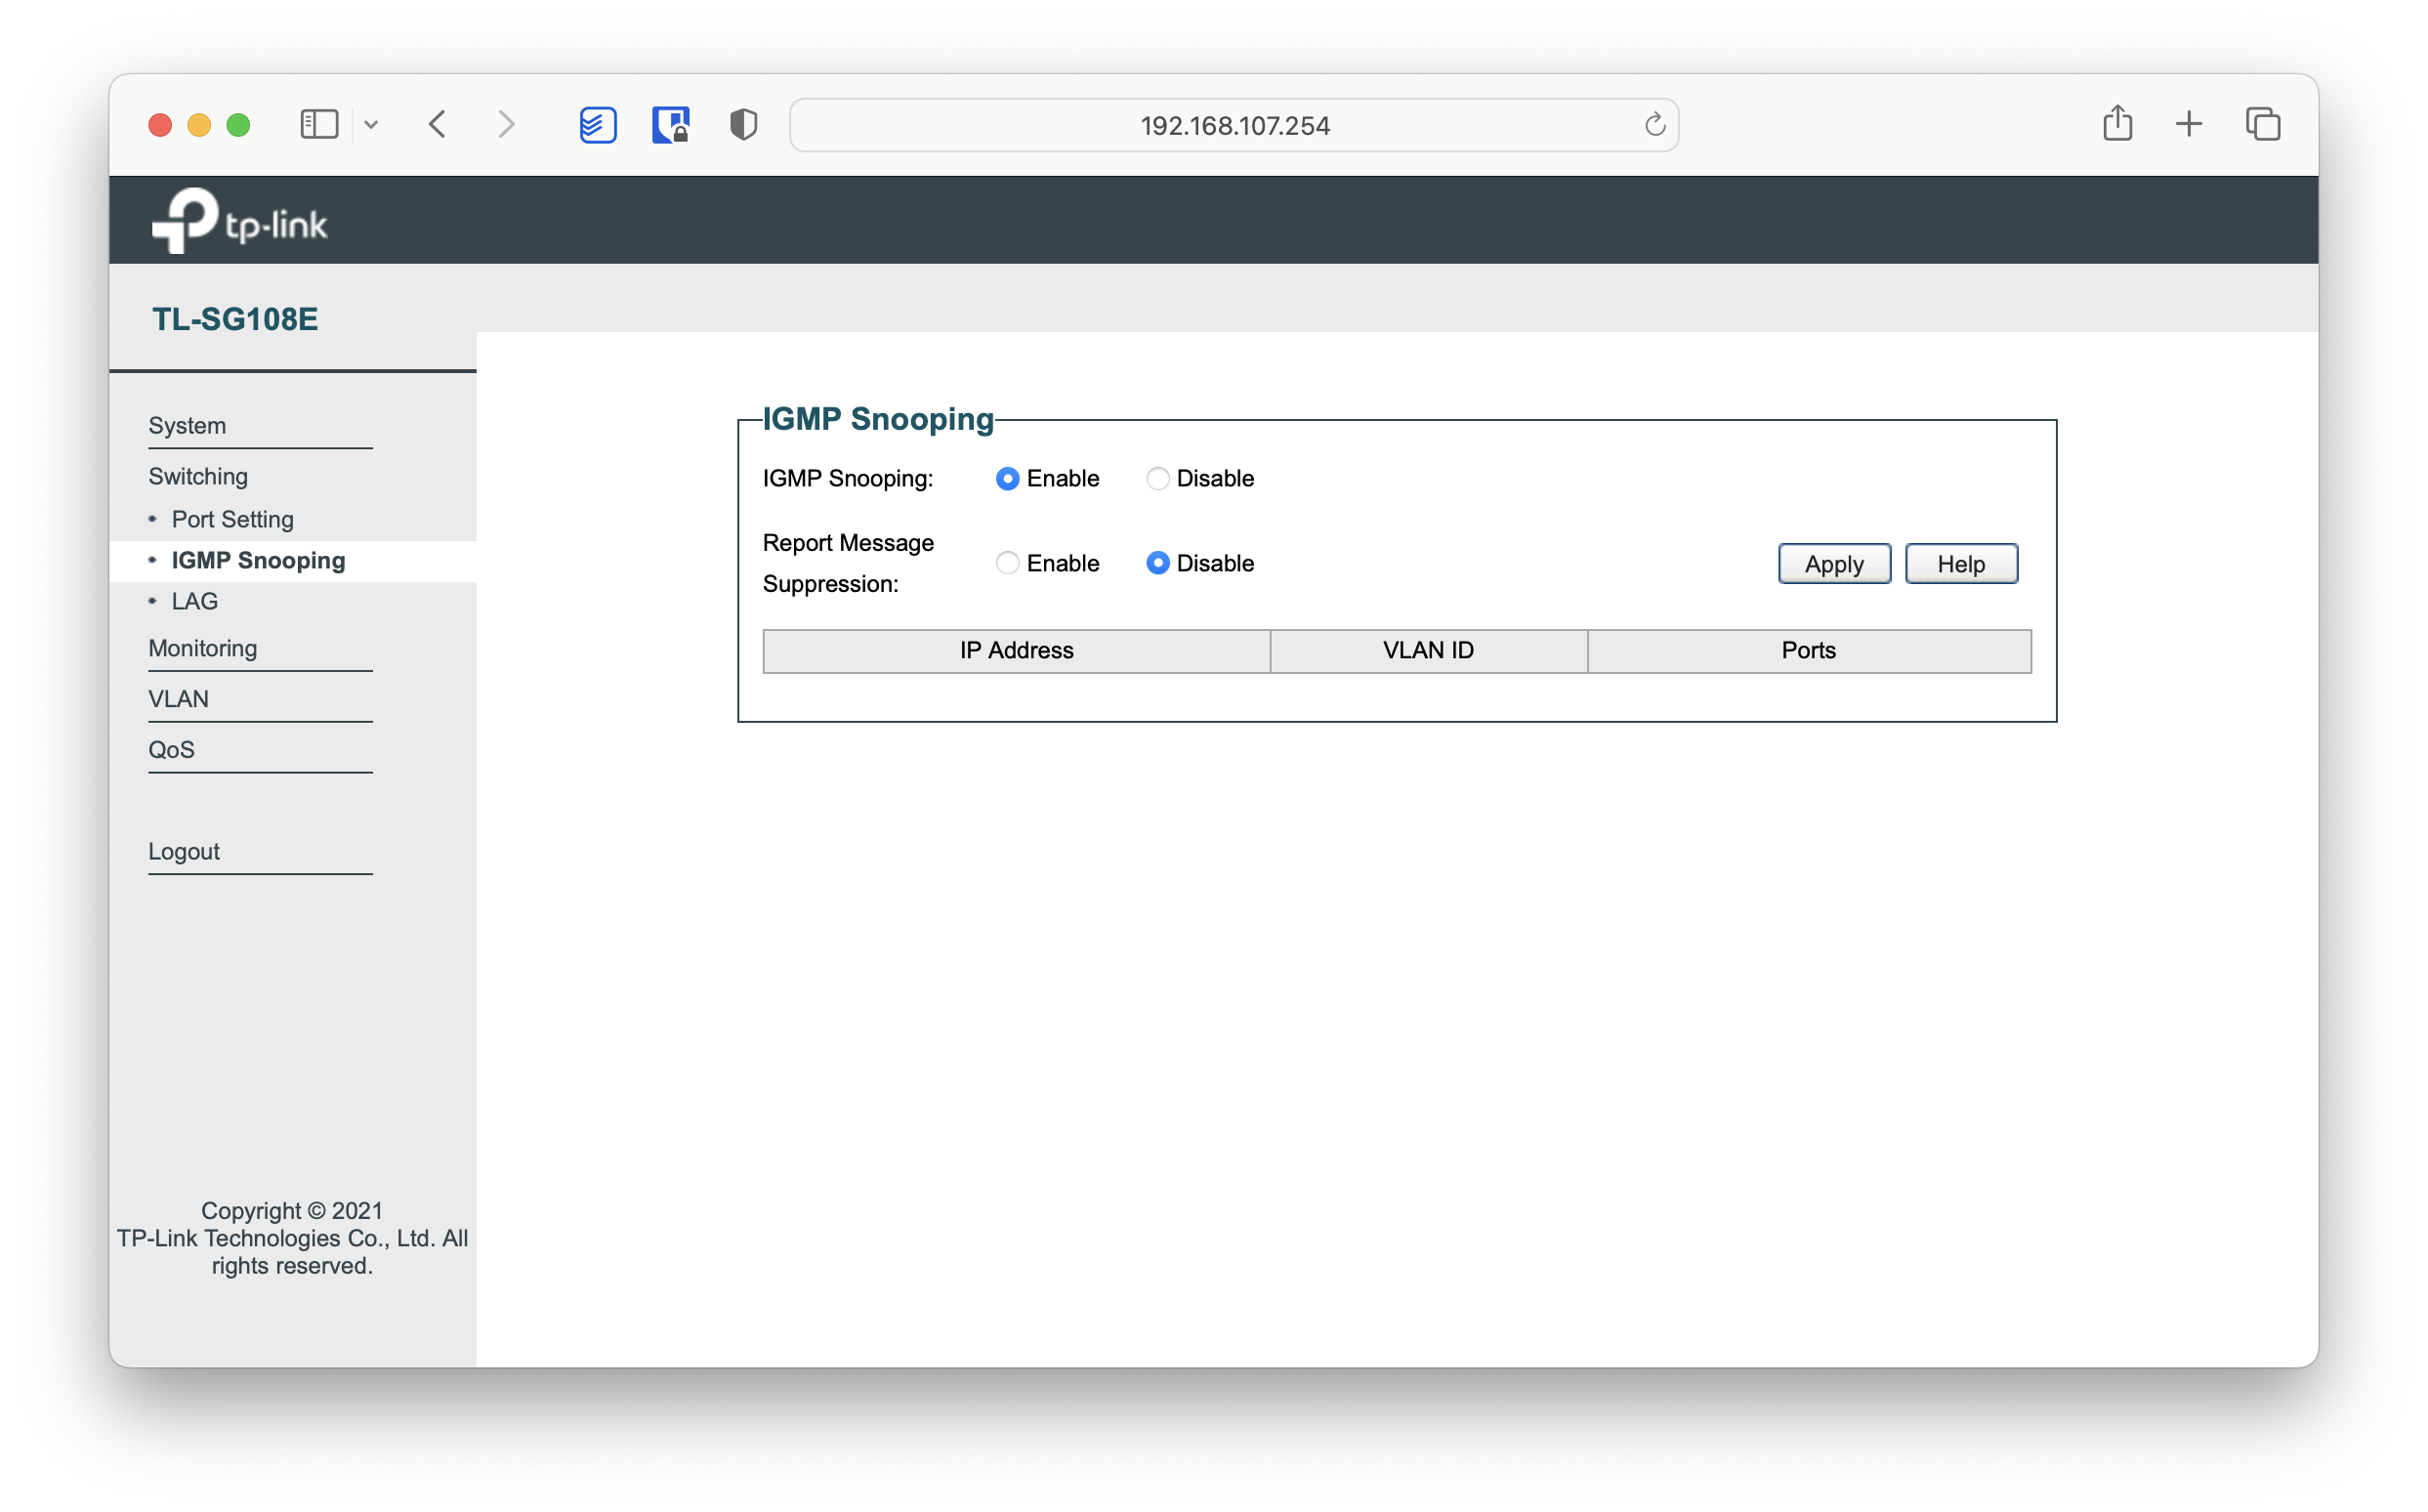 192.168.107.254
tp-link
TL-SG108E
System
Switching
Port Setting
IGMP Snooping
LAG
Monitoring
VLAN
QoS
Logout
Copyright © 2021
TP-Link Technologies Co., Ltd. All
rights reserved.
IGMP Snooping
IGMP Snooping: Enable Disable
Report Message
Suppression: Enable Disable Apply Help
IP Address VLAN ID Ports